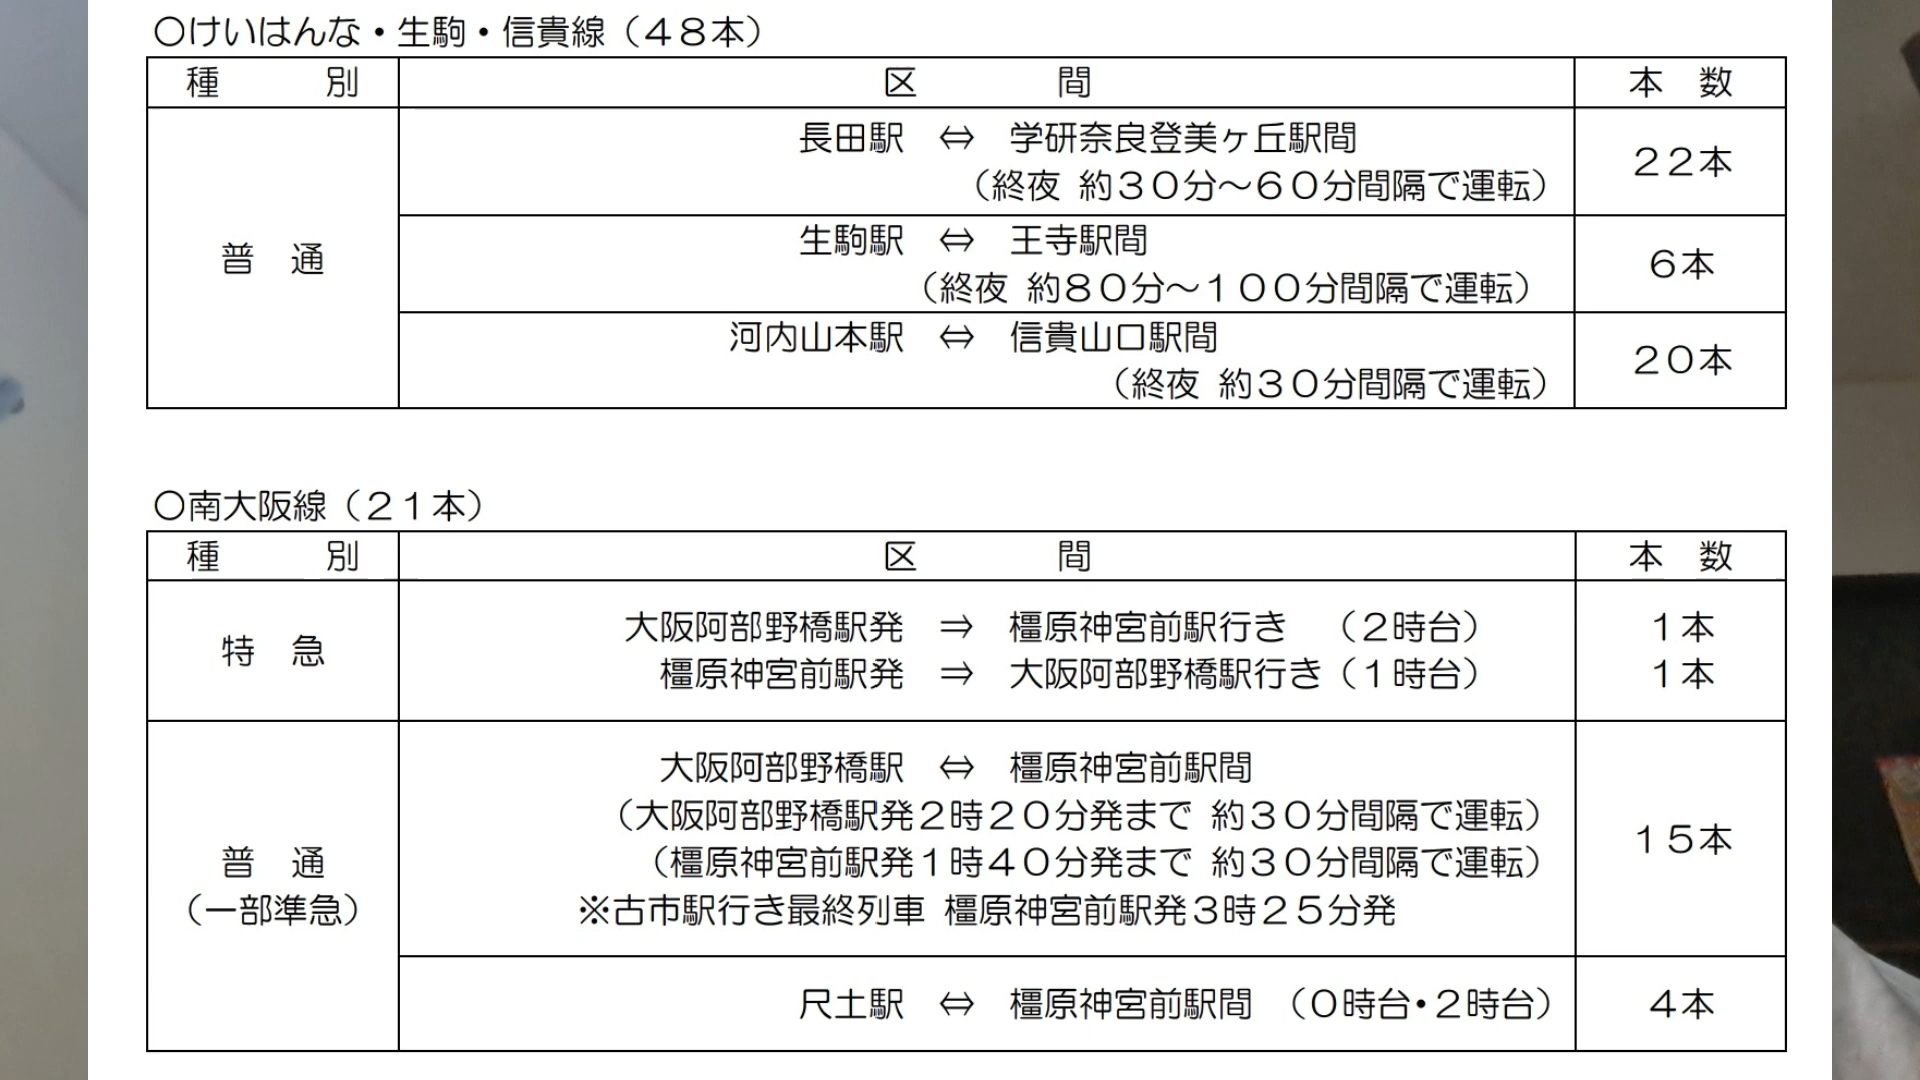 ○けいはんな・生駒・信貴線（４８本）
種　別　区　間　本　数
普　通
長田駅　⇔　学研奈良登美ヶ丘駅間
（終夜 約３０分～６０分間隔で運転）
２２本
生駒駅　⇔　王寺駅間
（終夜 約８０分～１００分間隔で運転）
６本
河内山本駅　⇔　信貴山口駅間
（終夜 約３０分間隔で運転）
２０本
○南大阪線（２１本）
種　別　区　間　本　数
特　急
大阪阿部野橋駅発　⇒　橿原神宮前駅行き　（２時台）　１本
橿原神宮前駅発　⇒　大阪阿部野橋駅行き（１時台）　１本
普　通
（一部準急）
大阪阿部野橋駅　⇔　橿原神宮前駅間
（大阪阿部野橋駅発２時２０分発まで 約３０分間隔で運転）
（橿原神宮前駅発１時４０分発まで 約３０分間隔で運転）
※古市駅行き最終列車 橿原神宮前駅発３時２５分発
１５本
尺土駅　⇔　橿原神宮前駅間　（０時台・２時台）　４本